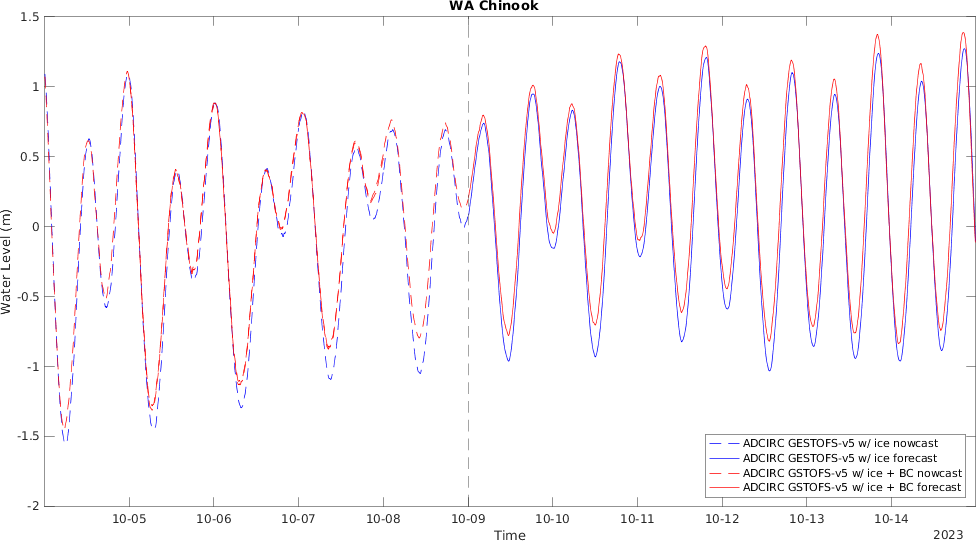 WA Chinook
1.5
1
0.5
0
-0.5
-1
-1.5
-2
Water Level (m)
ADCIRC GESTOFS-v5 w/ ice nowcast
ADCIRC GESTOFS-v5 w/ ice forecast
ADCIRC GSTOFS-v5 w/ ice + BC nowcast
ADCIRC GSTOFS-v5 w/ ice + BC forecast
10-05 10-06 10-07 10-08 10-09 10-10 10-11 10-12 10-13 10-14
Time
2023